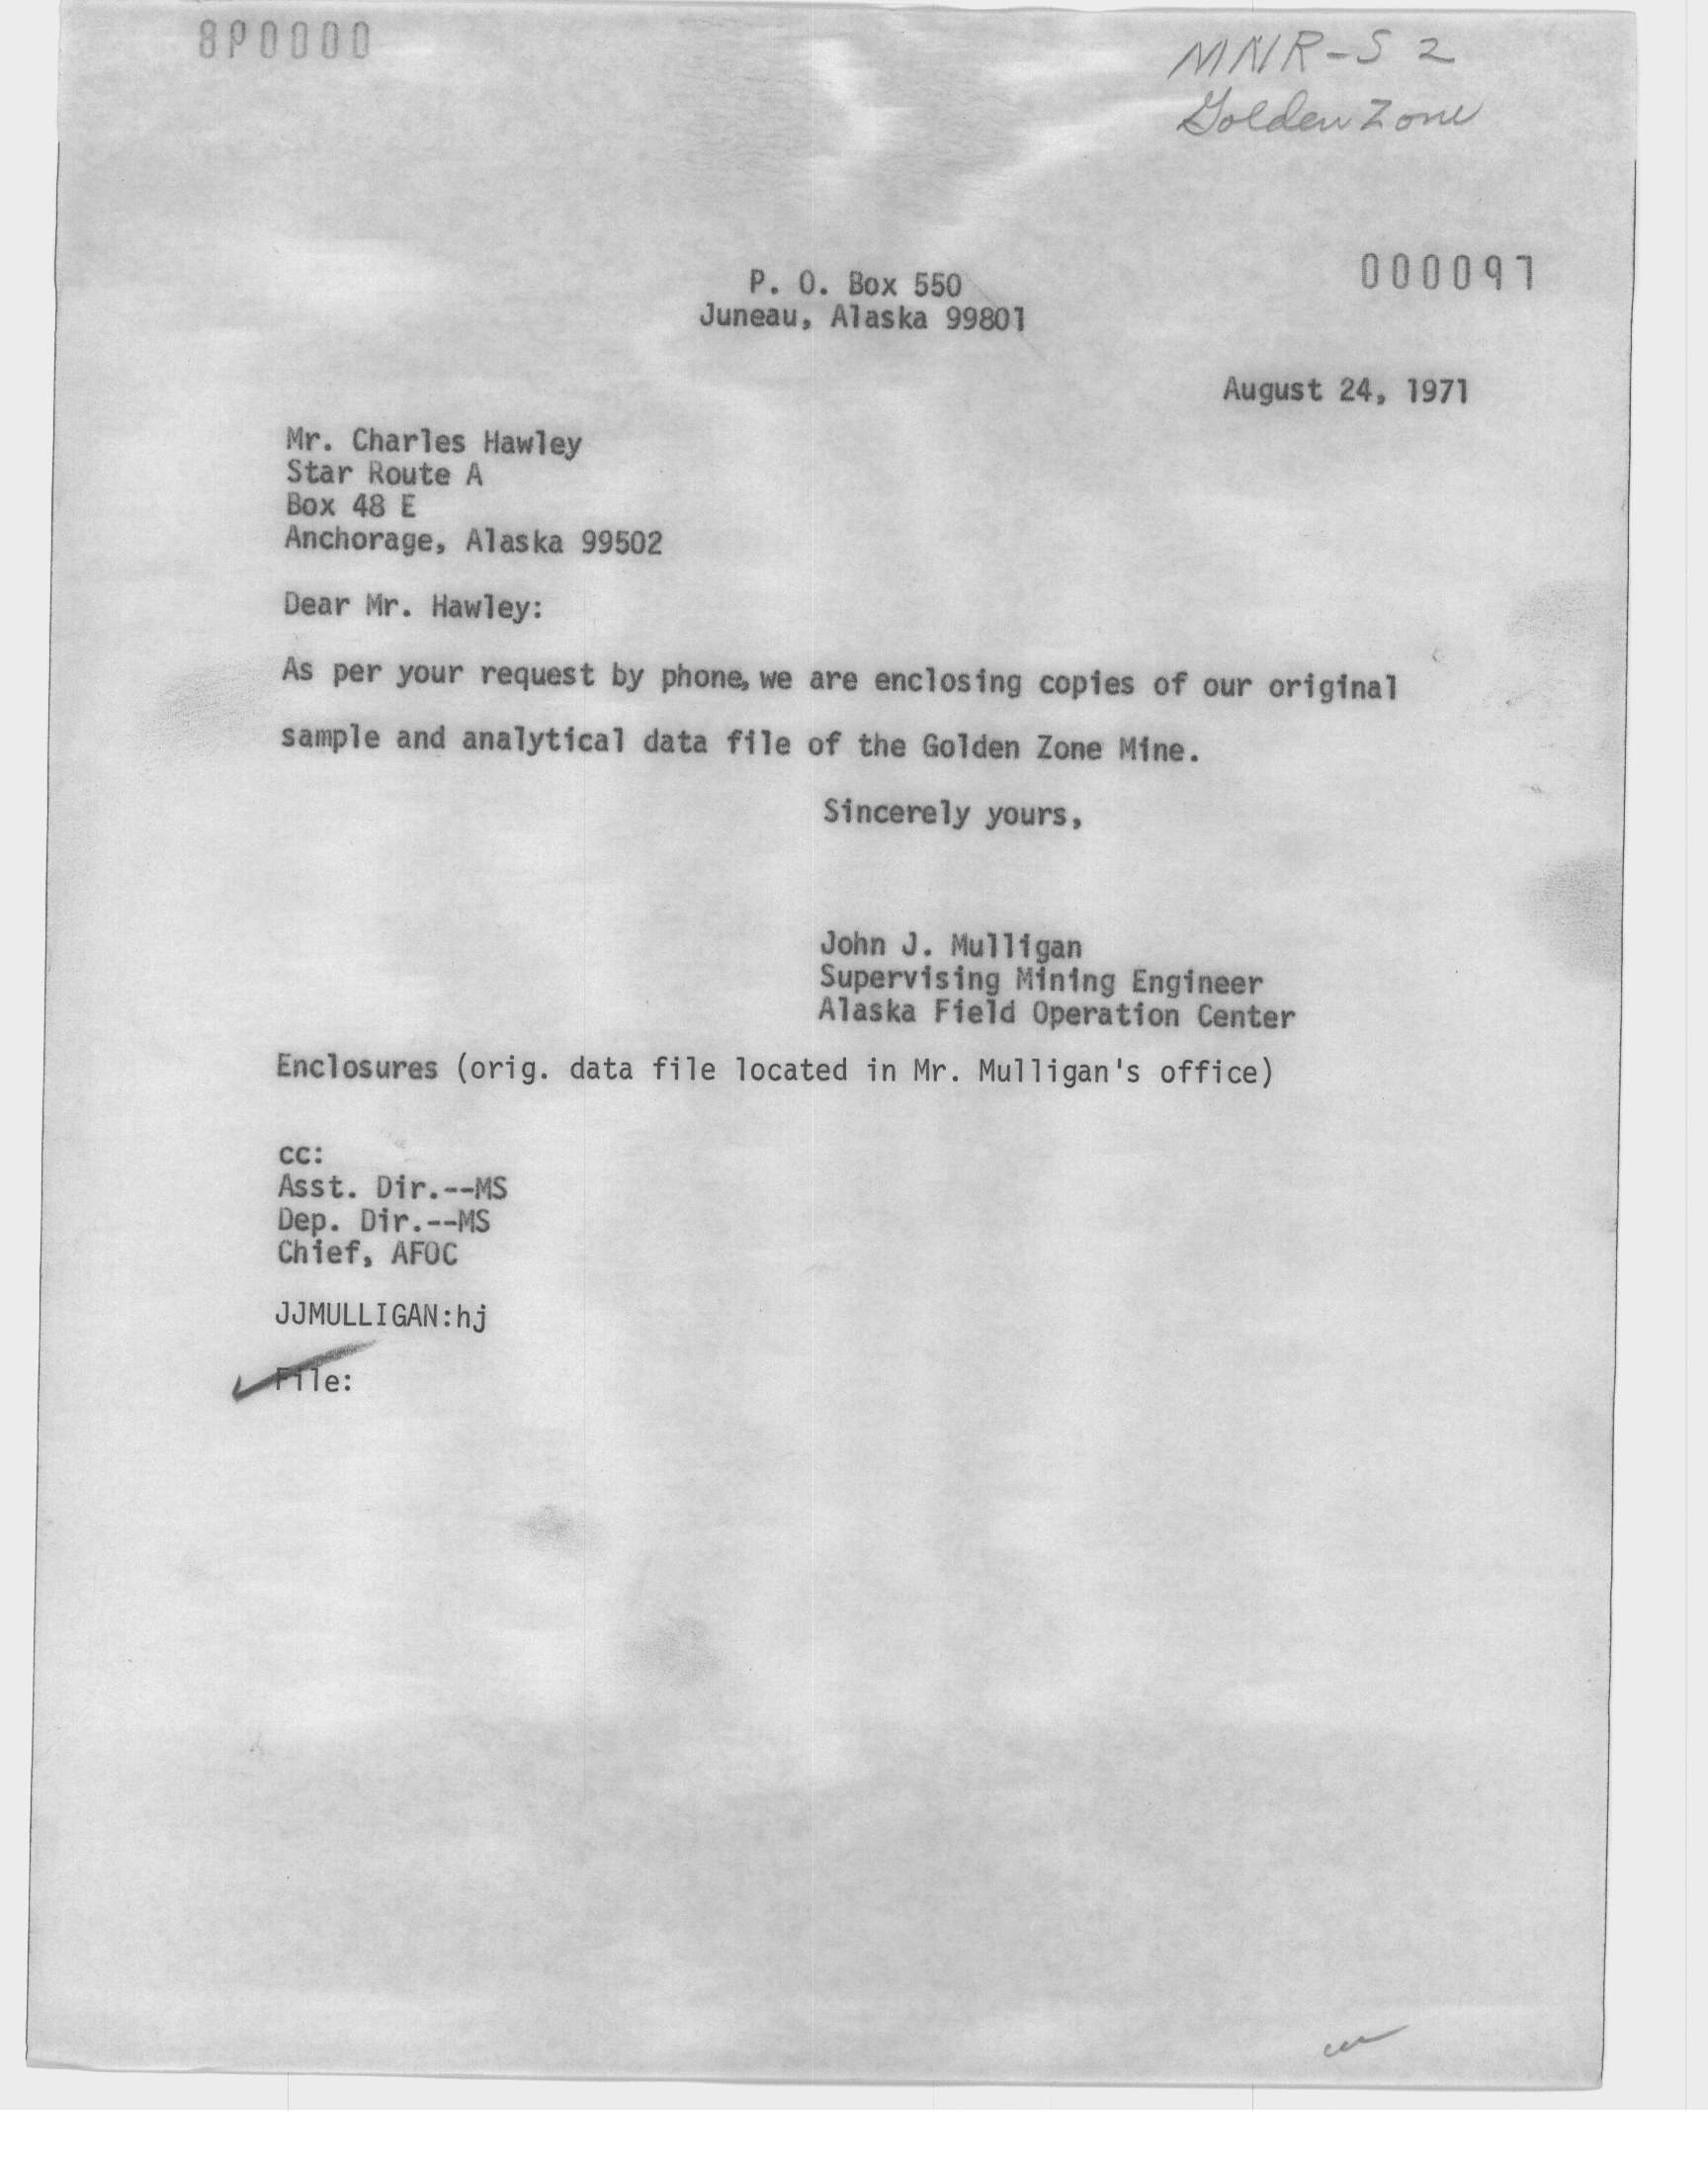 8P0000
MNR-S 2
Golden Zone
000097
P. O. Box 550
Juneau, Alaska 99801
August 24, 1971
Mr. Charles Hawley
Star Route A
Box 48 E
Anchorage, Alaska 99502
Dear Mr. Hawley:
As per your request by phone, we are enclosing copies of our original
sample and analytical data file of the Golden Zone Mine.
Sincerely yours,
John J. Mulligan
Supervising Mining Engineer
Alaska Field Operation Center
Enclosures (orig. data file located in Mr. Mulligan's office)
cc:
Asst. Dir.--MS
Dep. Dir.--MS
Chief, AFOC
JJMULLIGAN:hj
File: